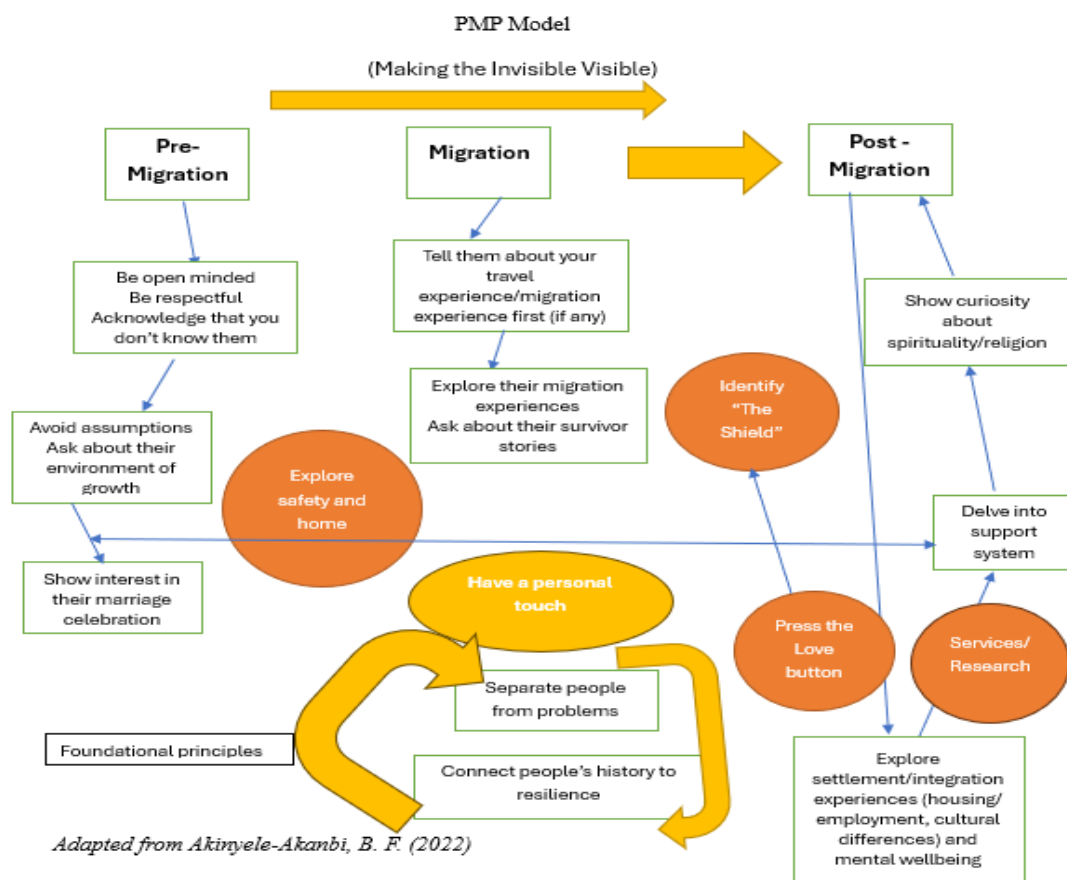 PMP Model
(Making the Invisible Visible)
Pre-
Migration
Migration
Post -
Migration
Be open minded
Be respectful
Acknowledge that you
don't know them
Tell them about your
travel
experience/migration
experience first (if any)
Show curiosity
about
spirituality/religion
Avoid assumptions
Ask about their
environment of
growth
Explore their migration
experiences
Ask about their survivor
stories
Identify
“The
Shield”
Explore
safety and
home
Delve into
support
system
Show interest in
their marriage
celebration
Have a personal
touch
Press the
Love
button
Services/
Research
Separate people
from problems
Foundational principles
Connect people's history to
resilience
Explore
settlement/integration
experiences (housing/
employment, cultural
differences) and
mental wellbeing
Adapted from Akinyele-Akanbi, B. F. (2022)